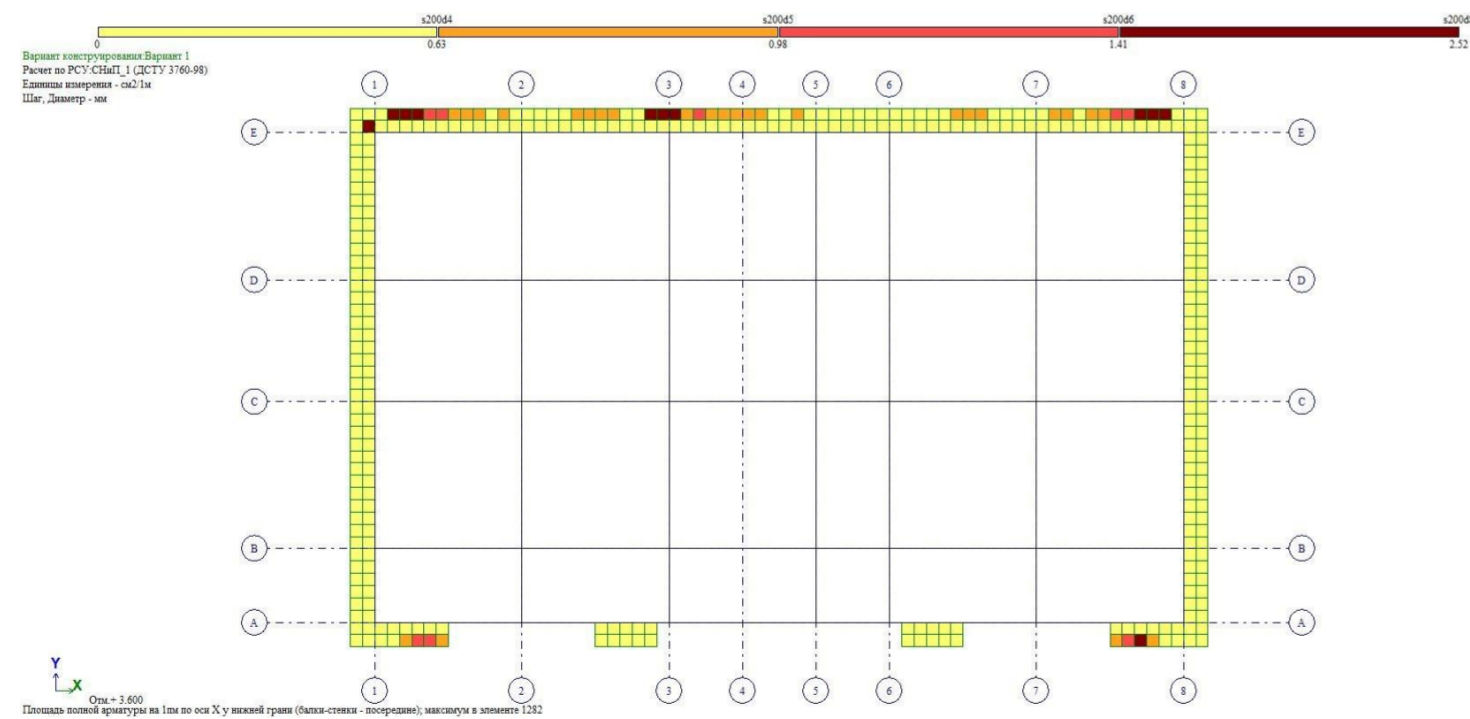 s200d4 s200d5 s200d6 s200d
0 0.63 0.98 1.41 2.52
Вариант конструирования:Вариант 1
Расчет по РСУ:СНиП_1 (ДСТУ 3760-98)
Единицы измерения - см2/1м
Шаг, Диаметр - мм
1 2 3 4 5 6 7 8
E E
D D
C C
B B
A A
Y
X
1 2 3 4 5 6 7 8
Отм.+ 3.600
Площадь полной арматуры на 1пм по оси X у нижней грани (балки-стенки - посередине); максимум в элементе 1282